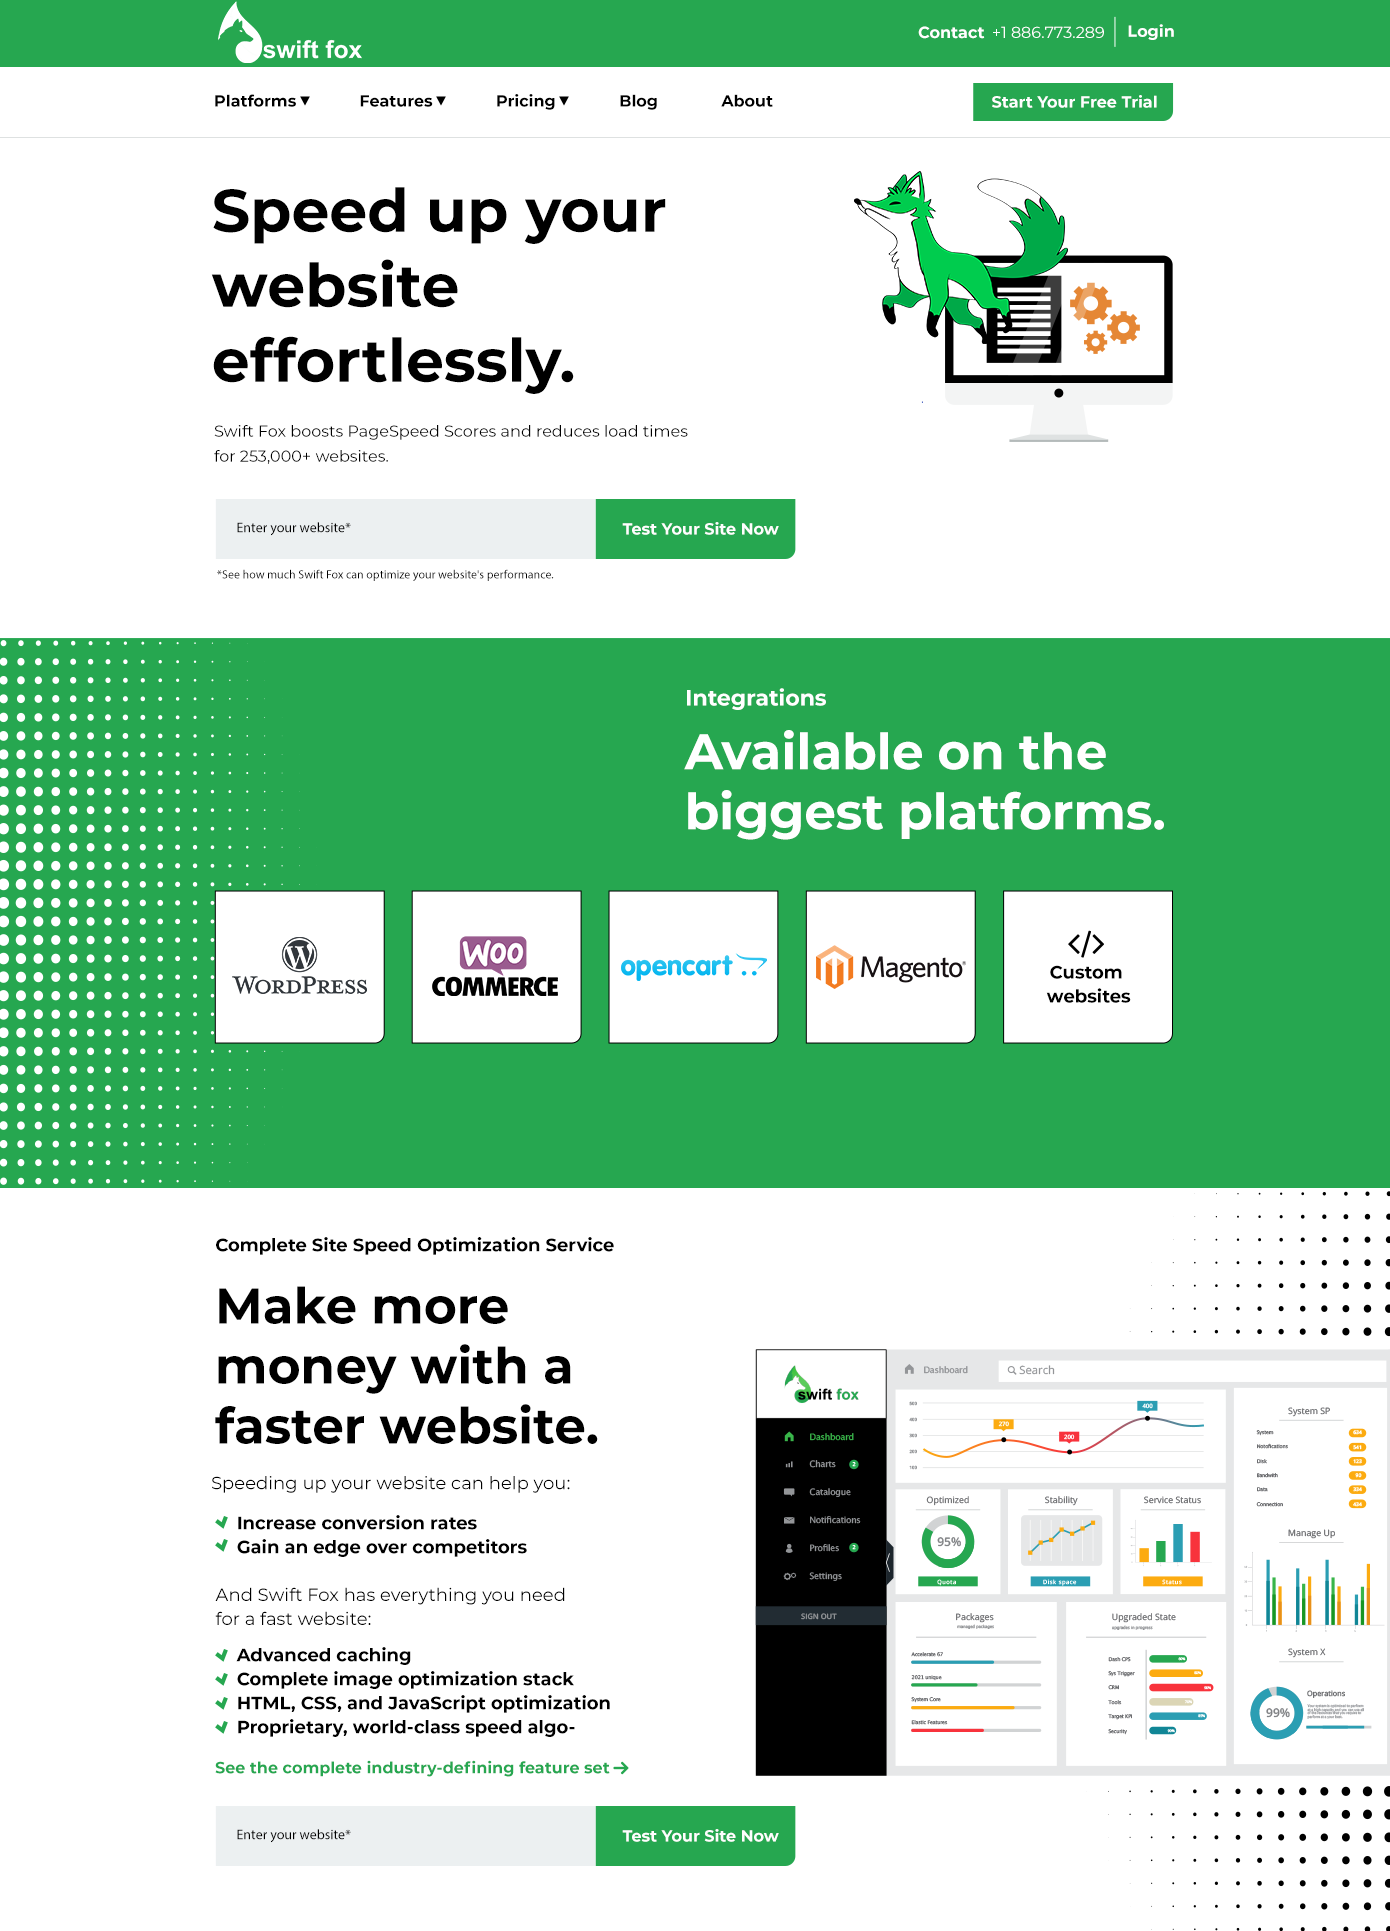 swift fox
Contact +1 886.773.289
Login
Platforms ▼
Features ▼
Pricing ▼
Blog
About
Start Your Free Trial
Speed up your
website
effortlessly.
Swift Fox boosts PageSpeed Scores and reduces load times
for 253,000+ websites.
Enter your website*
Test Your Site Now
*See how much Swift Fox can optimize your website's performance.
Integrations
Available on the
biggest platforms.
WORDPRESS
WOO
COMMERCE
opencart
Magento
</>
Custom
websites
Complete Site Speed Optimization Service
Make more
money with a
faster website.
Speeding up your website can help you:
Increase conversion rates
Gain an edge over competitors
And Swift Fox has everything you need
for a fast website:
Advanced caching
Complete image optimization stack
HTML, CSS, and JavaScript optimization
Proprietary, world-class speed algo-
See the complete industry-defining feature set →
Enter your website*
Test Your Site Now
swift fox
Dashboard
Charts 2
Catalogue
Notifications
Profiles 2
Settings
SIGN OUT
Dashboard
Search
400
270
200
Optimized
95%
Quota
Stability
Disk space
Service Status
Status
Packages
managed packages
Accelerate 67
2021 unique
System Core
Elastic Features
Upgraded State
upgrades in progress
Dash CPS
Sys Trigger
CRM
Tools
Target KPI
Security
System SP
System
Notofications
Disk
Bandwith
Data
Connection
Manage Up
System X
99%
Operations